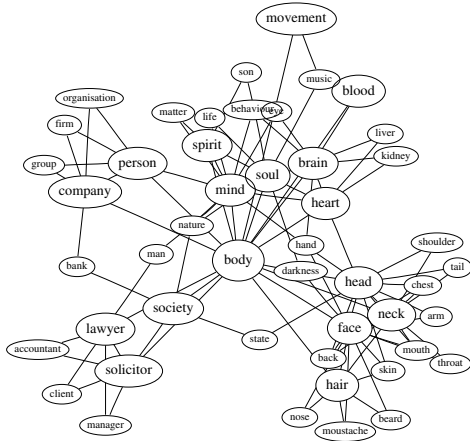 movement
son
music
blood
organisation
matter
life
behaviour
eye
firm
spirit
liver
group
person
brain
kidney
soul
company
mind
heart
nature
hand
shoulder
man
body
bank
darkness
head
tail
chest
society
neck
arm
lawyer
face
state
accountant
back
mouth
solicitor
skin
throat
hair
client
nose
beard
manager
moustache